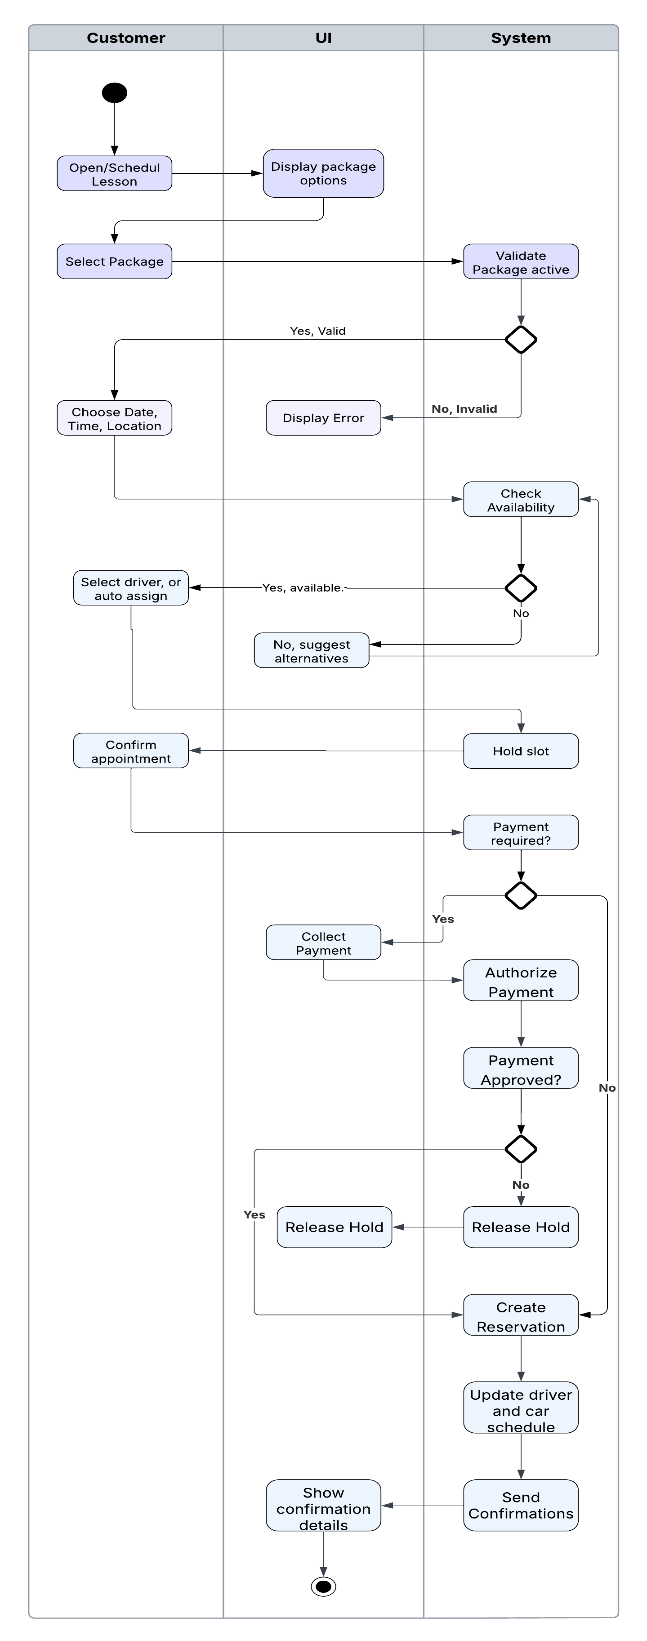 Customer
UI
System
Open/Schedul
Lesson
Display package
options
Select Package
Validate
Package active
Yes, Valid
Choose Date,
Time, Location
Display Error
No, Invalid
Check
Availability
Select driver, or
auto assign
Yes, available.
No
No, suggest
alternatives
Confirm
appointment
Hold slot
Payment
required?
Yes
Collect
Payment
Authorize
Payment
Payment
Approved?
No
No
Yes
Release Hold
Release Hold
Create
Reservation
Update driver
and car
schedule
Show
confirmation
details
Send
Confirmations